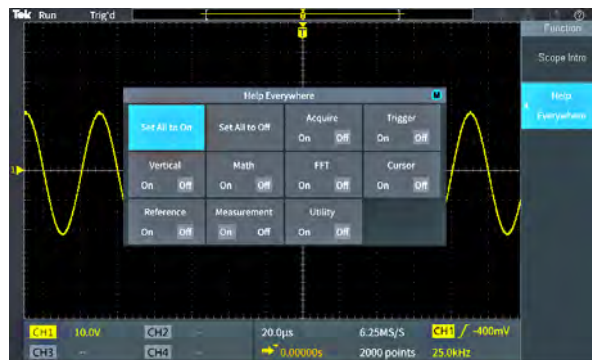 Tek Run Trig'd
T
Function
Scope Intro
Help Everywhere M
Help
Everywhere
Set All to On Set All to Off Acquire Trigger
On Off On Off
Vertical Math FFT Cursor
On Off On Off On Off On Off
Reference Measurement Utility
On Off On Off On Off
1
CH1 10.0V CH2 -- 20.0µs 6.25MS/S CH1 / -400mV
CH3 -- CH4 -- 0.00000s 2000 points 25.0kHz